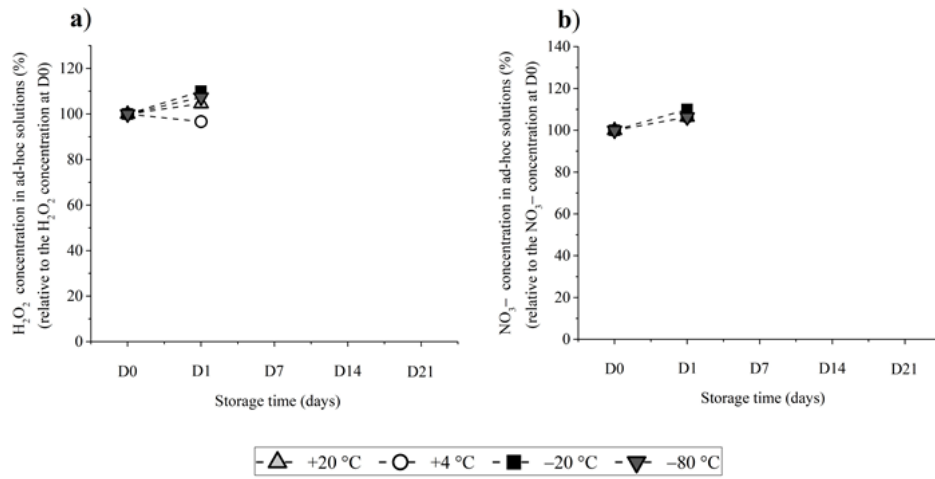 a)
H₂O₂ concentration in ad-hoc solutions (%)
(relative to the H₂O₂ concentration at D0)
120
100
80
60
40
20
0
D0 D1 D7 D14 D21
Storage time (days)
b)
NO₃− concentration in ad-hoc solutions (%)
(relative to the NO₃− concentration at D0)
140
120
100
80
60
40
20
0
D0 D1 D7 D14 D21
Storage time (days)
+20 °C +4 °C −20 °C −80 °C